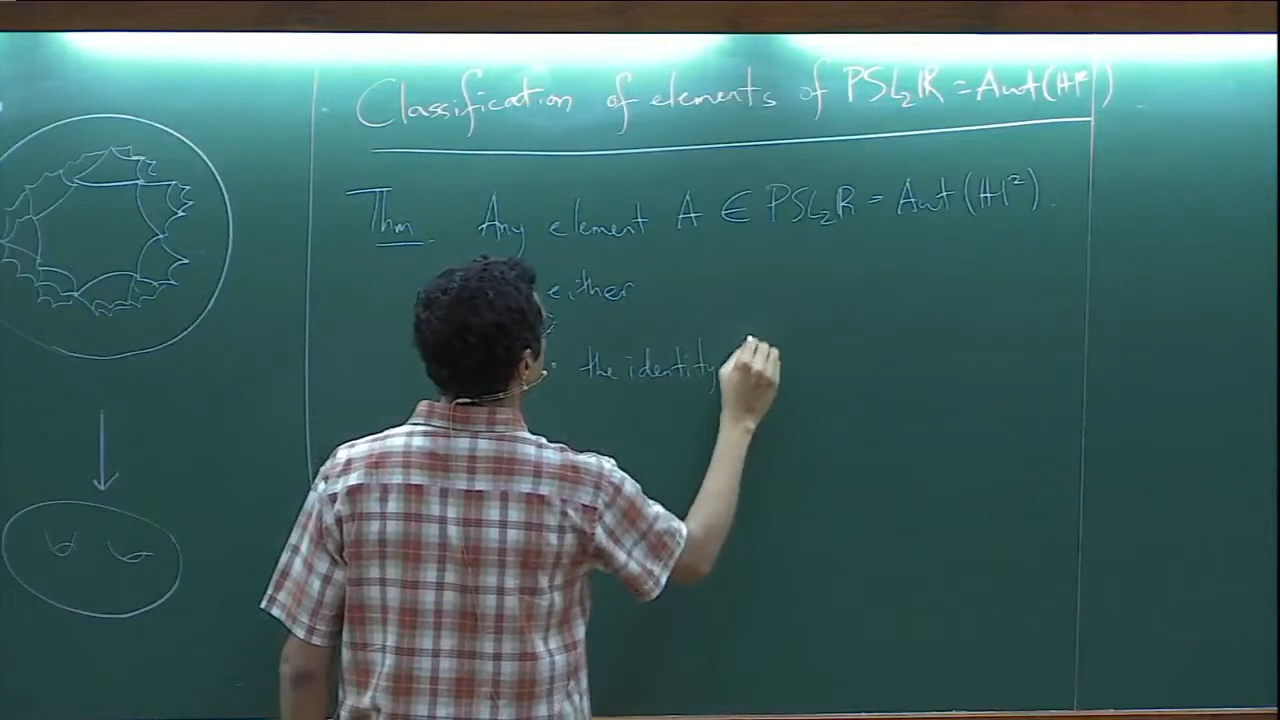 Classification of elements of PSL₂ℝ = Aut(ℍ²)
Thm. Any element A ∈ PSL₂ℝ = Aut(ℍ²).
either
· the identity